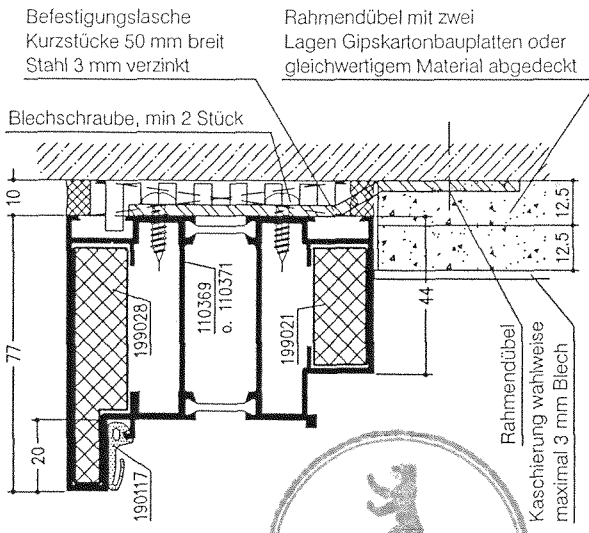 Befestigungslasche
Kurzstücke 50 mm breit
Stahl 3 mm verzinkt
Rahmendübel mit zwei
Lagen Gipskartonbauplatten oder
gleichwertigem Material abgedeckt
Blechschraube, min 2 Stück
10
77
20
199028
110369
o. 110371
199021
190117
44
12.5
12.5
Rahmendübel
Kaschierung wahlweise
maximal 3 mm Blech